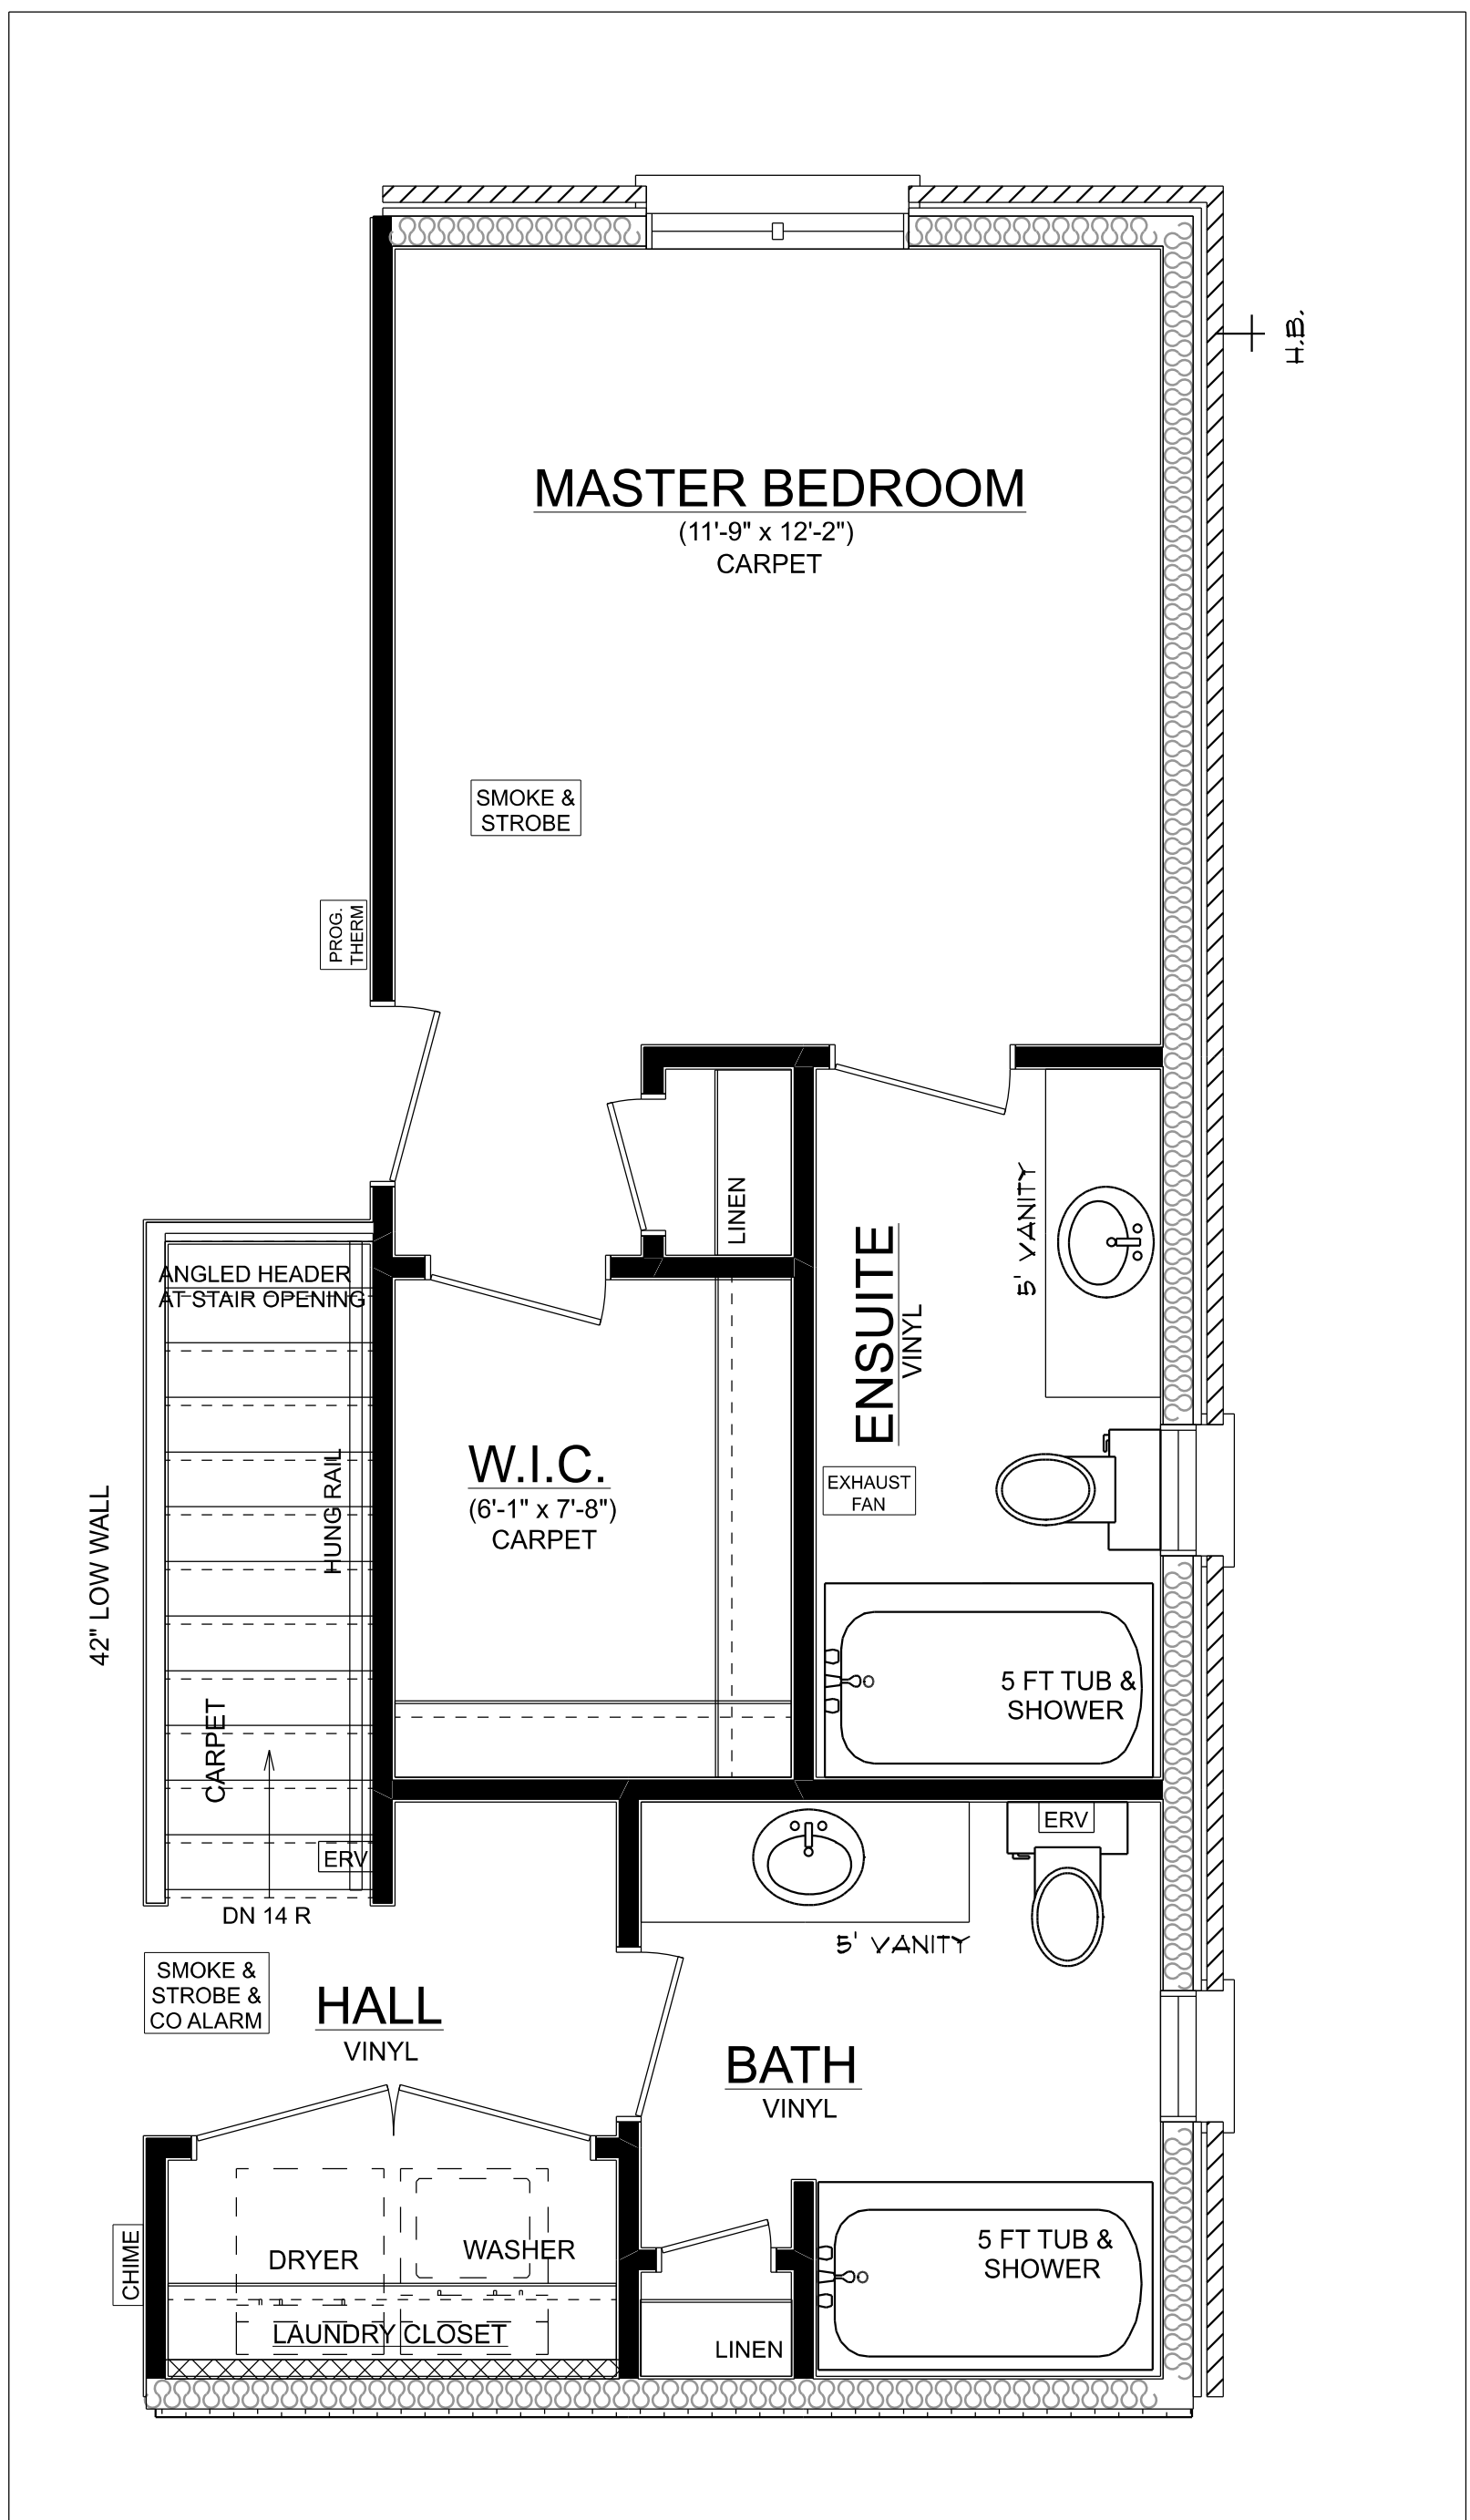 H.B.
MASTER BEDROOM
(11'-9" x 12'-2")
CARPET
SMOKE &
STROBE
PROG.
THERM
LINEN
5' VANITY
ENSUITE
VINYL
ANGLED HEADER
AT STAIR OPENING
HUNG RAIL
42" LOW WALL
W.I.C.
(6'-1" x 7'-8")
CARPET
EXHAUST
FAN
5 FT TUB &
SHOWER
CARPET
ERV
ERV
DN 14 R
5' VANITY
SMOKE &
STROBE &
CO ALARM
HALL
VINYL
BATH
VINYL
CHIME
DRYER
WASHER
5 FT TUB &
SHOWER
LAUNDRY CLOSET
LINEN